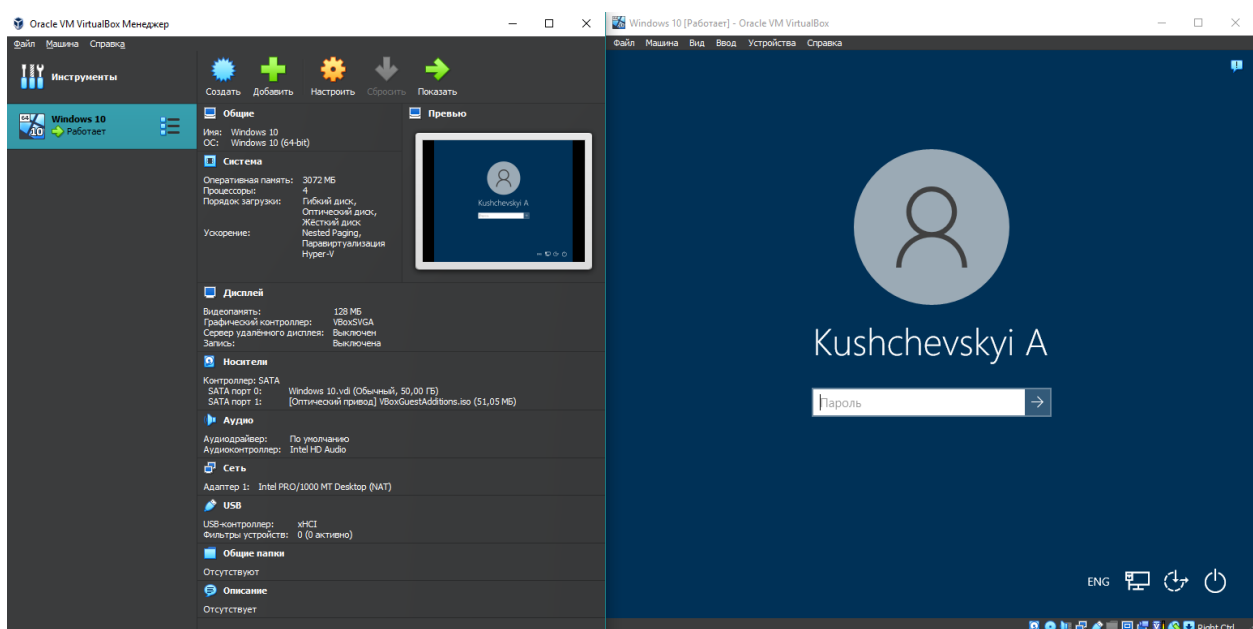 Oracle VM VirtualBox Менеджер
Файл Машина Справка
Инструменты
Создать Добавить Настроить Сбросить Показать
64
10
Windows 10
Работает
Общие
Имя: Windows 10
ОС: Windows 10 (64-bit)
Система
Оперативная память: 3072 МБ
Процессоры: 4
Порядок загрузки: Гибкий диск,
Оптический диск,
Жёсткий диск
Ускорение: Nested Paging,
Паравиртуализация
Hyper-V
Превью
Kushchevskyi A
Дисплей
Видеопамять: 128 МБ
Графический контроллер: VBoxSVGA
Сервер удалённого дисплея: Выключен
Запись: Выключена
Носители
Контроллер: SATA
SATA порт 0: Windows 10.vdi (Обычный, 50,00 ГБ)
SATA порт 1: [Оптический привод] VBoxGuestAdditions.iso (51,05 МБ)
Аудио
Аудиодрайвер: По умолчанию
Аудиоконтроллер: Intel HD Audio
Сеть
Адаптер 1: Intel PRO/1000 MT Desktop (NAT)
USB
USB-контроллер: xHCI
Фильтры устройств: 0 (0 активно)
Общие папки
Отсутствуют
Описание
Отсутствует
Windows 10 [Работает] - Oracle VM VirtualBox
Файл Машина Вид Ввод Устройства Справка
Kushchevskyi A
Пароль
ENG
Right Ctrl